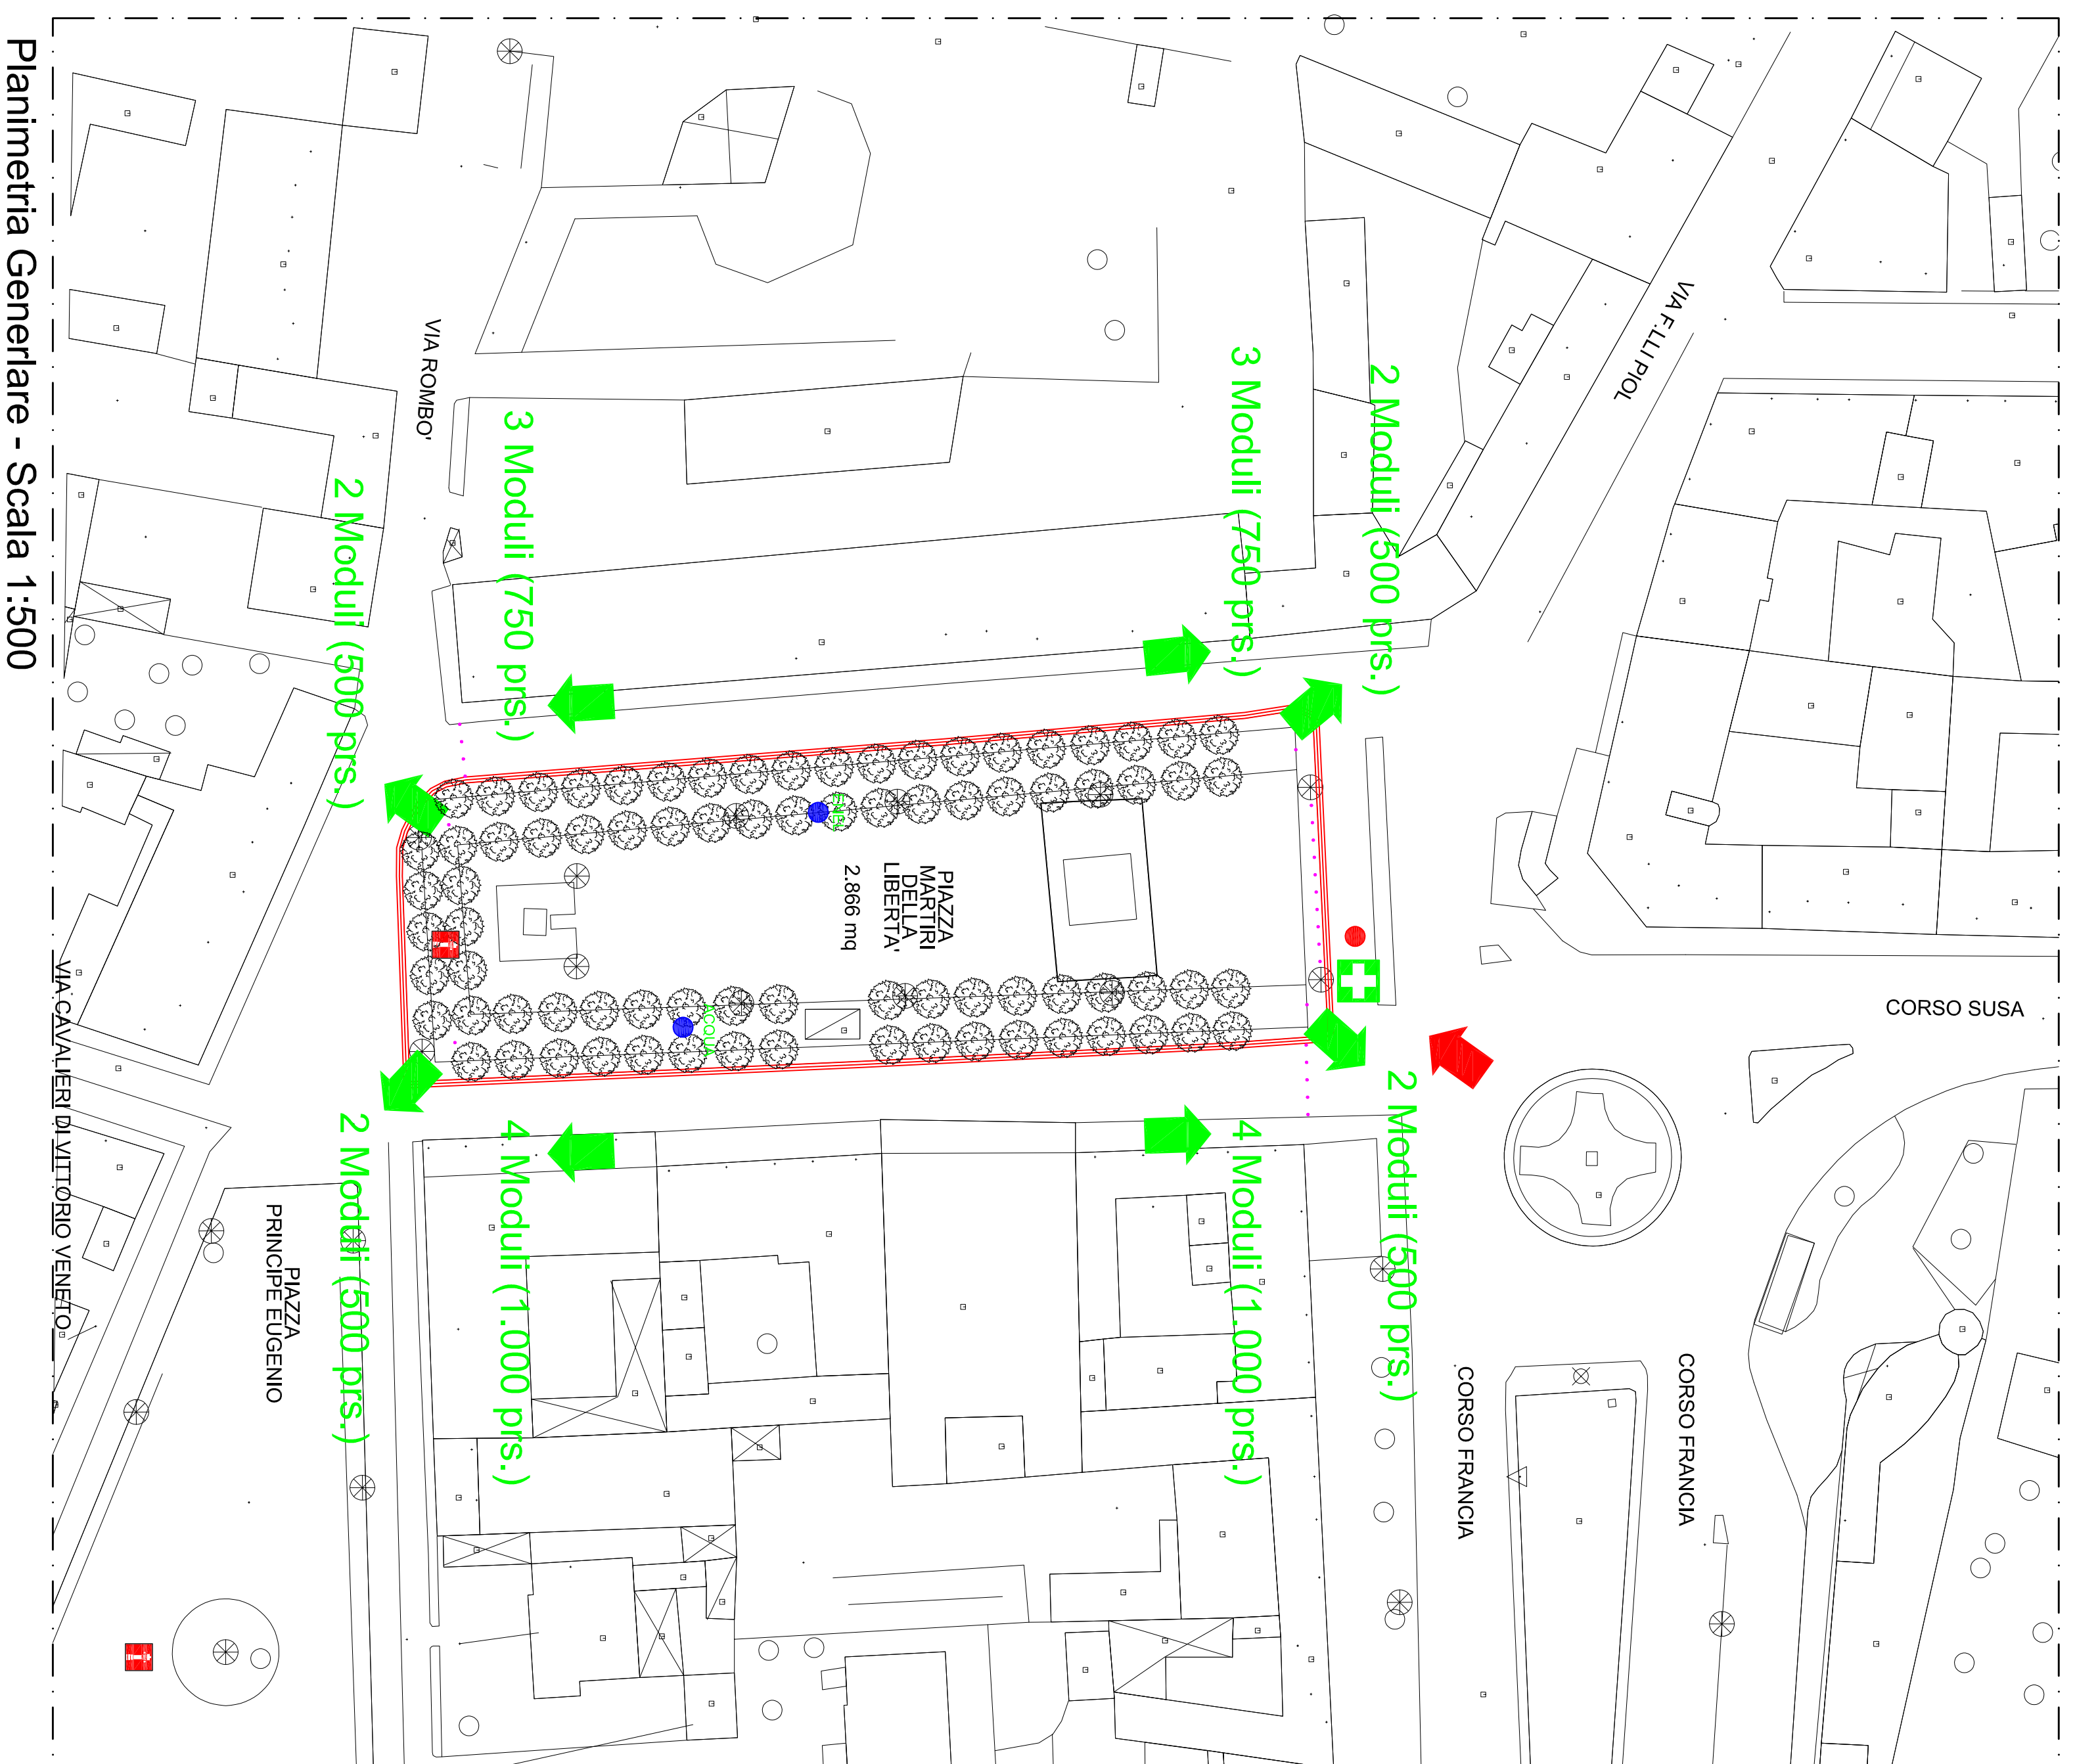 Planimetria Generlare - Scala 1:500
VIA F.LLI PIOL
VIA ROMBO'
3 Moduli (750 prs.)
2 Moduli (500 prs.)
3 Moduli (750 prs.)
2 Moduli (500 prs.)
PIAZZA
MARTIRI
DELLA
LIBERTA'
2.866 mq
ACQUA
CORSO SUSA
VIA CAVALIERI DI VITTORIO VENETO
PIAZZA
PRINCIPE EUGENIO
2 Moduli (500 prs.)
4 Moduli (1.000 prs.)
4 Moduli (1.000 prs.)
2 Moduli (500 prs.)
CORSO FRANCIA
CORSO FRANCIA